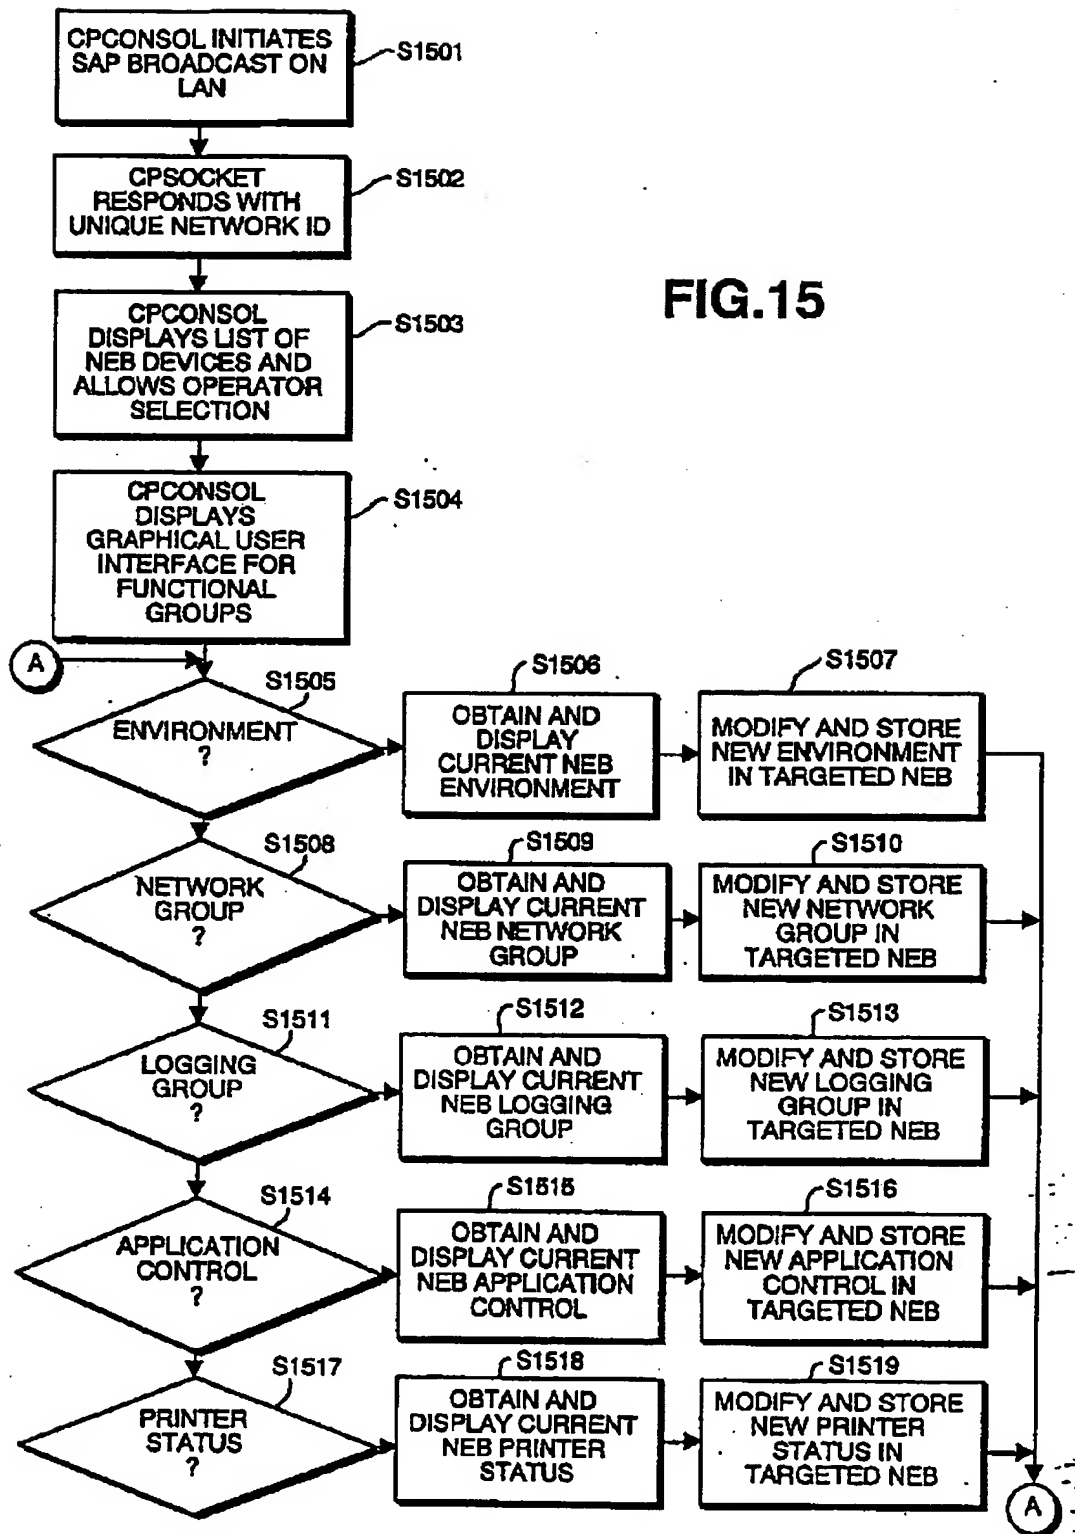 CPCONSOL INITIATES
SAP BROADCAST ON
LAN
S1501
CPSOCKET
RESPONDS WITH
UNIQUE NETWORK ID
S1502
CPCONSOL
DISPLAYS LIST OF
NEB DEVICES AND
ALLOWS OPERATOR
SELECTION
S1503
FIG.15
CPCONSOL
DISPLAYS
GRAPHICAL USER
INTERFACE FOR
FUNCTIONAL
GROUPS
S1504
A
ENVIRONMENT
?
S1505
OBTAIN AND
DISPLAY
CURRENT NEB
ENVIRONMENT
S1506
MODIFY AND STORE
NEW ENVIRONMENT
IN TARGETED NEB
S1507
NETWORK
GROUP
?
S1508
OBTAIN AND
DISPLAY CURRENT
NEB NETWORK
GROUP
S1509
MODIFY AND STORE
NEW NETWORK
GROUP IN
TARGETED NEB
S1510
LOGGING
GROUP
?
S1511
OBTAIN AND
DISPLAY CURRENT
NEB LOGGING
GROUP
S1512
MODIFY AND STORE
NEW LOGGING
GROUP IN
TARGETED NEB
S1513
APPLICATION
CONTROL
?
S1514
OBTAIN AND
DISPLAY CURRENT
NEB APPLICATION
CONTROL
S1515
MODIFY AND STORE
NEW APPLICATION
CONTROL IN
TARGETED NEB
S1516
PRINTER
STATUS
?
S1517
OBTAIN AND
DISPLAY CURRENT
NEB PRINTER
STATUS
S1518
MODIFY AND STORE
NEW PRINTER
STATUS IN
TARGETED NEB
S1519
A